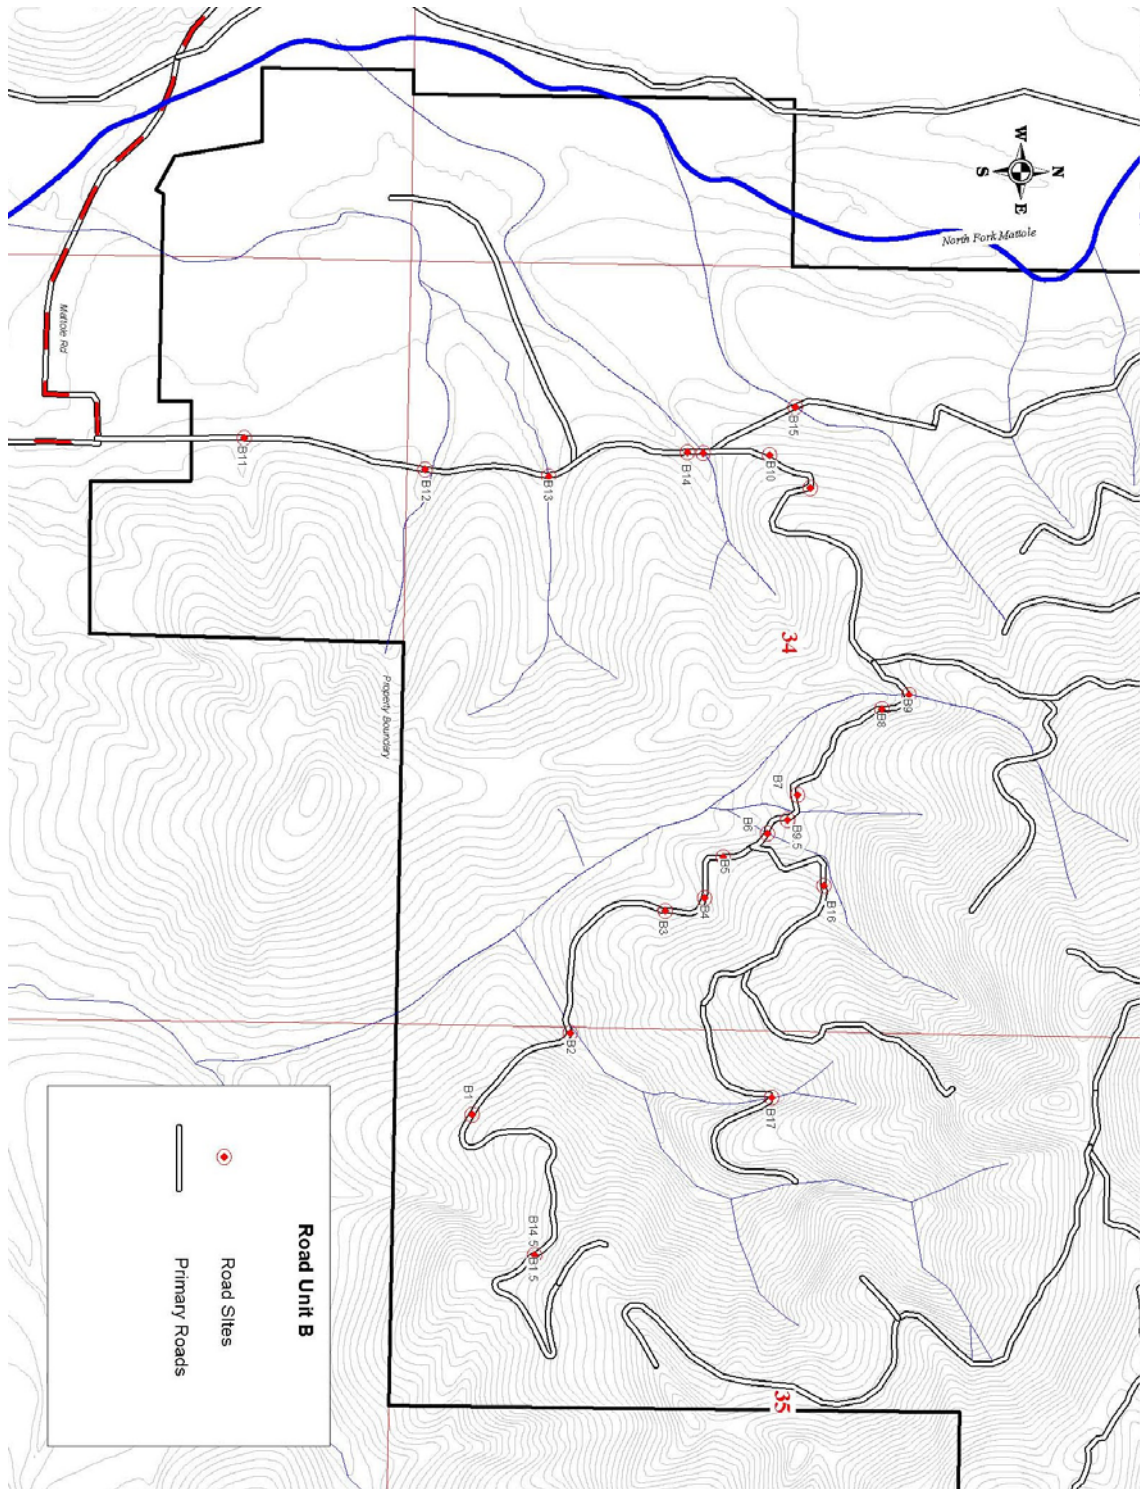 W
N
S
E
North Fork Mattole
Mattole Rd
B15
B11
B12
B13
B14
B10
34
Property Boundary
B9
B8
B7
B9.5
B6
B5
B16
B4
B3
B2
B1
B17
B14.5
B1.5
35
Road Unit B
Road Sites
Primary Roads